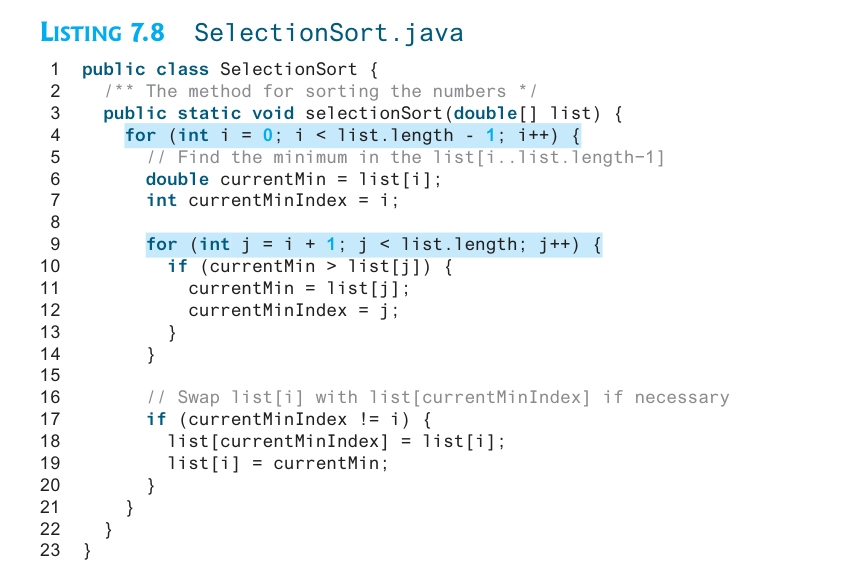 LISTING 7.8 SelectionSort.java
1 public class SelectionSort {
2 /** The method for sorting the numbers */
3 public static void selectionSort(double[] list) {
4 for (int i = 0; i < list.length - 1; i++) {
5 // Find the minimum in the list[i..list.length-1]
6 double currentMin = list[i];
7 int currentMinIndex = i;
8
9 for (int j = i + 1; j < list.length; j++) {
10 if (currentMin > list[j]) {
11 currentMin = list[j];
12 currentMinIndex = j;
13 }
14 }
15
16 // Swap list[i] with list[currentMinIndex] if necessary
17 if (currentMinIndex != i) {
18 list[currentMinIndex] = list[i];
19 list[i] = currentMin;
20 }
21 }
22 }
23 }